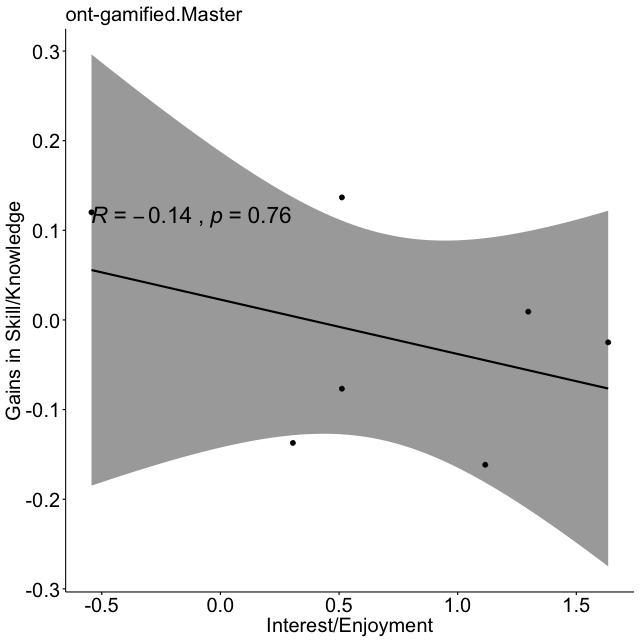 ont-gamified.Master
0.3
0.2
0.1
0.0
-0.1
-0.2
-0.3
Gains in Skill/Knowledge
R = −0.14 , p = 0.76
-0.5 0.0 0.5 1.0 1.5
Interest/Enjoyment